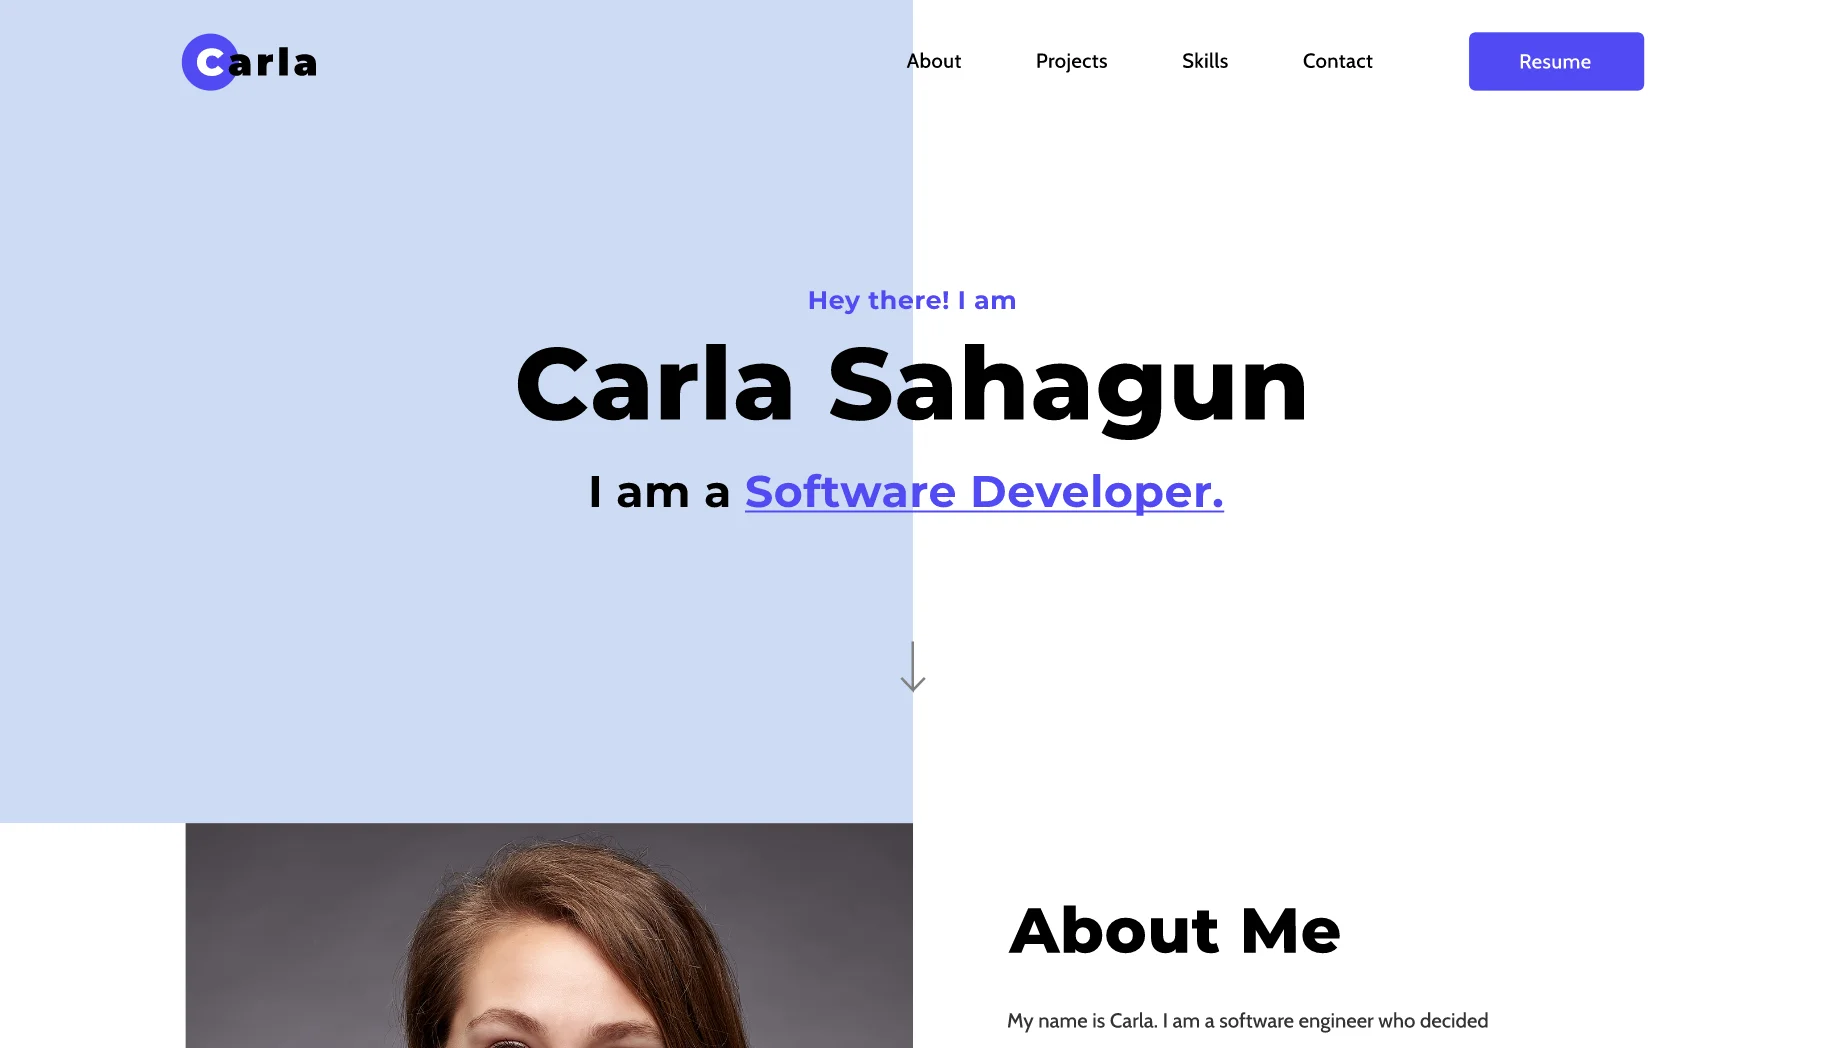 Carla
About Projects Skills Contact Resume
Hey there! I am
Carla Sahagun
I am a Software Developer.
About Me
My name is Carla. I am a software engineer who decided